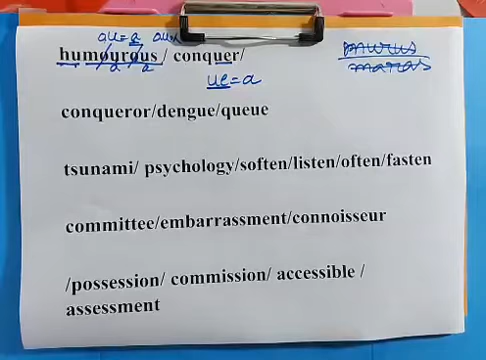 ou=a ou=
humourous / conquer/
a a
ue=a
conqueror/dengue/queue
tsunami/ psychology/soften/listen/often/fasten
committee/embarrassment/connoisseur
/possession/ commission/ accessible /
assessment